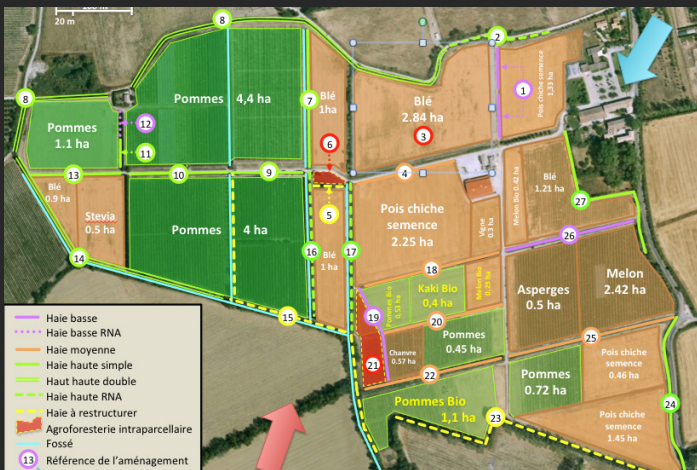 20 m
8
2
Pommes
4,4 ha
7
Blé
1ha
Blé
2.84 ha
3
1
Pois chiche semence
1,33 ha
8
Pommes
1.1 ha
12
11
6
13
10
9
4
Blé
0.9 ha
Stevia
0.5 ha
Pommes
4 ha
5
Blé
1 ha
16
17
Pois chiche
semence
2.25 ha
Vigne
0.3 ha
Melon Bio 0.42 ha
Blé
1.21 ha
27
26
14
15
18
Pommes Bio
0,53 ha
Kaki Bio
0,4 ha
Melon Bio
0.25 ha
Asperges
0.5 ha
Melon
2.42 ha
19
20
21
Chanvre
0.57 ha
Pommes
0.45 ha
22
25
Pommes Bio
1,1 ha
23
Pommes
0.72 ha
Pois chiche
semence
0.46 ha
24
Pois chiche
semence
1.45 ha
Haie basse
Haie basse RNA
Haie moyenne
Haie haute simple
Haut haute double
Haie haute RNA
Haie à restructurer
Agroforesterie intraparcellaire
Fossé
13 Référence de l'aménagement